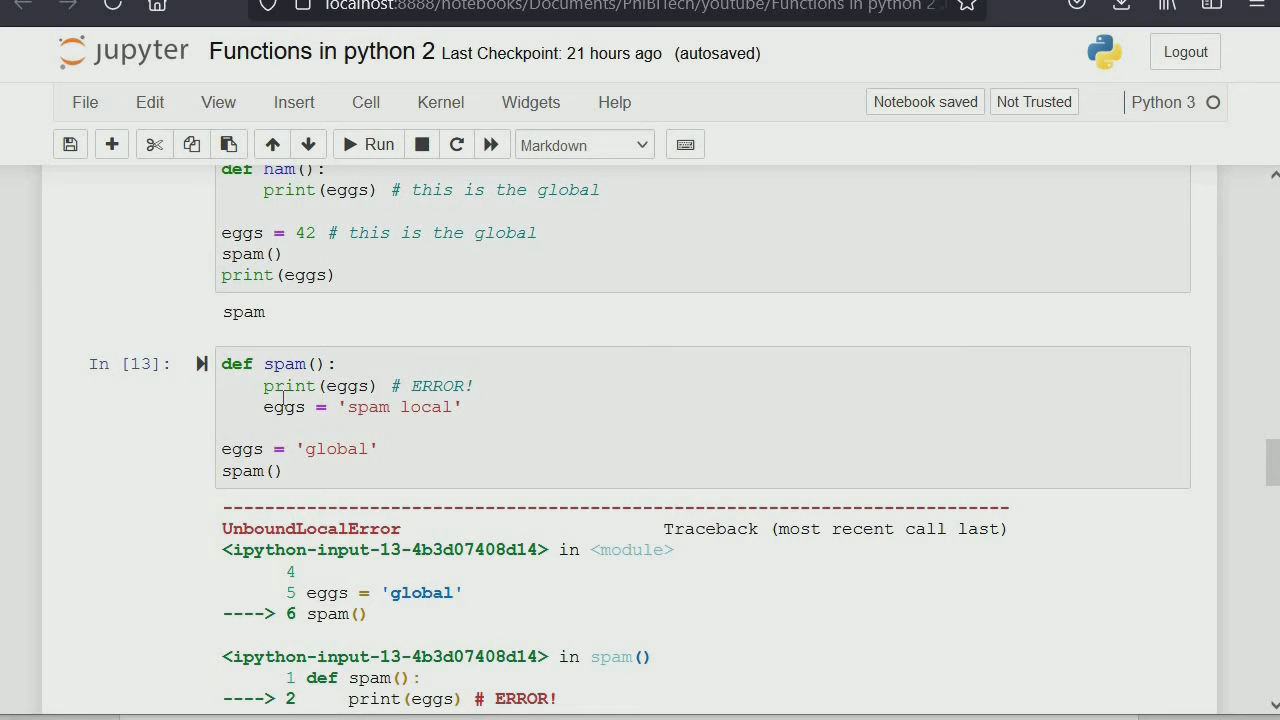 localhost:8888/notebooks/Documents/PhiBiTech/youtube/Functions in python 2
jupyter Functions in python 2 Last Checkpoint: 21 hours ago (autosaved) Logout
File Edit View Insert Cell Kernel Widgets Help Notebook saved Not Trusted Python 3
Run Markdown
def ham():
print(eggs) # this is the global
eggs = 42 # this is the global
spam()
print(eggs)
spam
In [13]: def spam():
print(eggs) # ERROR!
eggs = 'spam local'
eggs = 'global'
spam()
---------------------------------------------------------------------------
UnboundLocalError Traceback (most recent call last)
<ipython-input-13-4b3d07408d14> in <module>
4
5 eggs = 'global'
----> 6 spam()
<ipython-input-13-4b3d07408d14> in spam()
1 def spam():
----> 2 print(eggs) # ERROR!